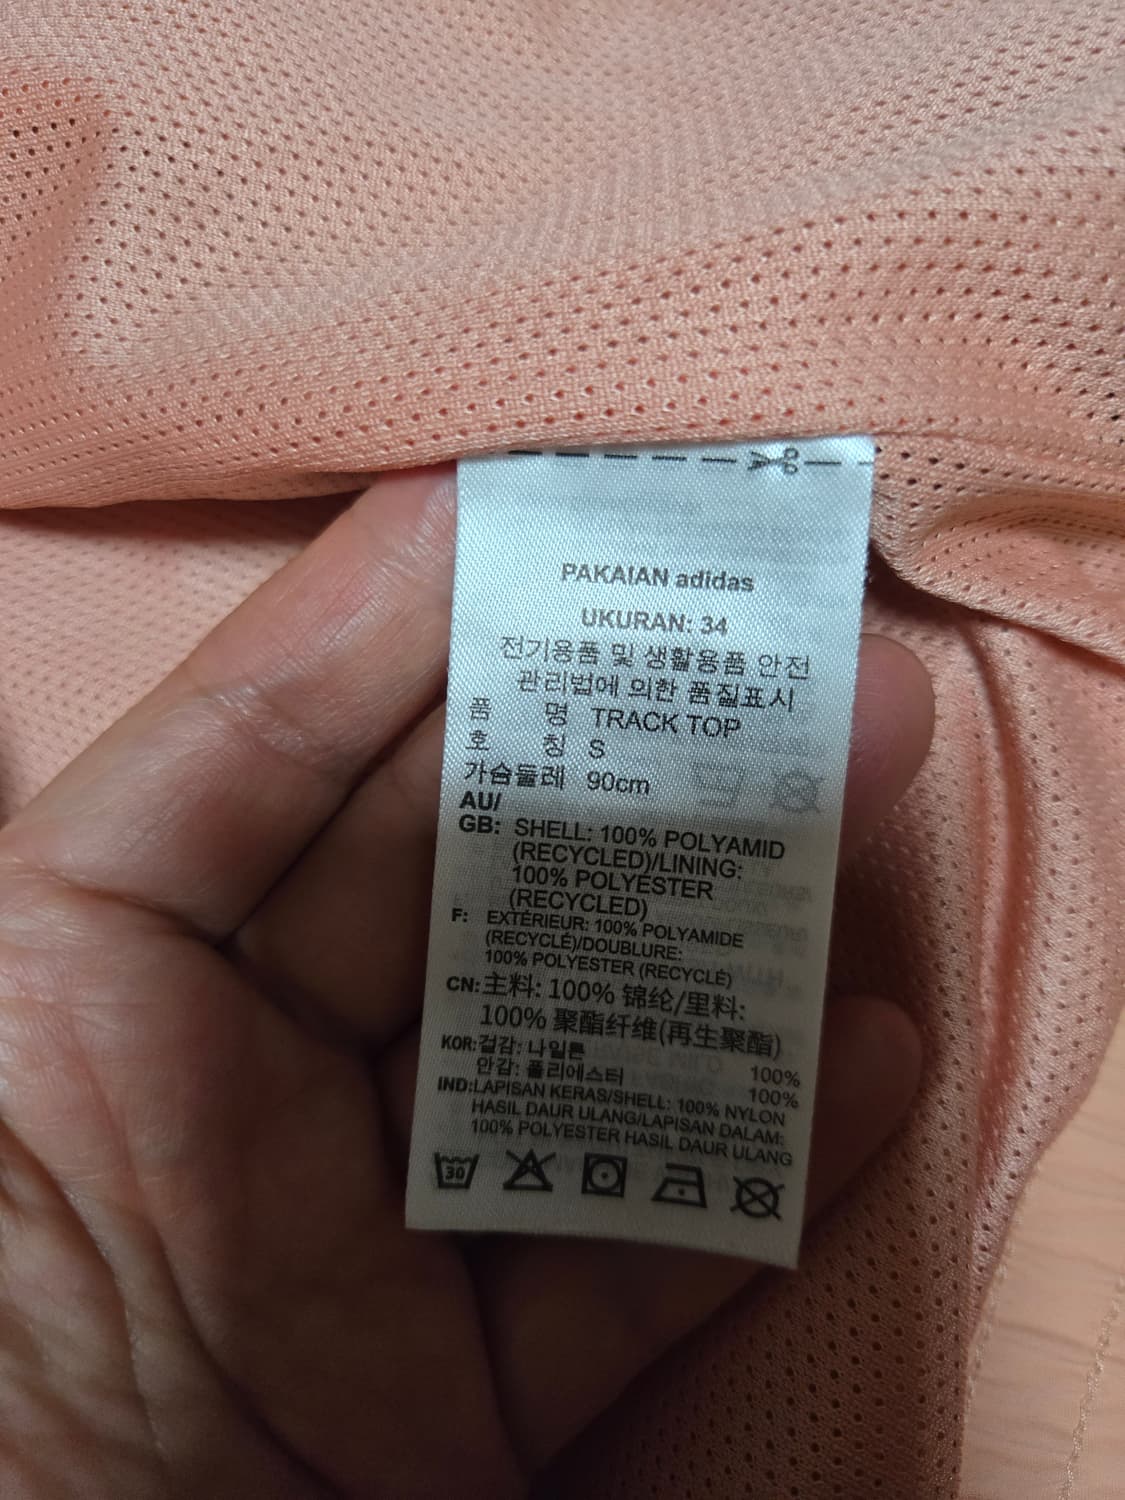 PAKAIAN adidas
UKURAN: 34
전기용품 및 생활용품 안전
관리법에 의한 품질표시
품 명 TRACK TOP
호 칭 S
가슴둘레 90cm
AU/
GB: SHELL: 100% POLYAMID
(RECYCLED)/LINING:
100% POLYESTER
(RECYCLED)
F: EXTÉRIEUR: 100% POLYAMIDE
(RECYCLÉ)/DOUBLURE:
100% POLYESTER (RECYCLÉ)
CN: 主料: 100% 锦纶/里料:
100% 聚酯纤维(再生聚酯)
KOR: 겉감: 나일론 100%
안감: 폴리에스터 100%
IND: LAPISAN KERAS/SHELL: 100% NYLON
HASIL DAUR ULANG/LAPISAN DALAM:
100% POLYESTER HASIL DAUR ULANG
30